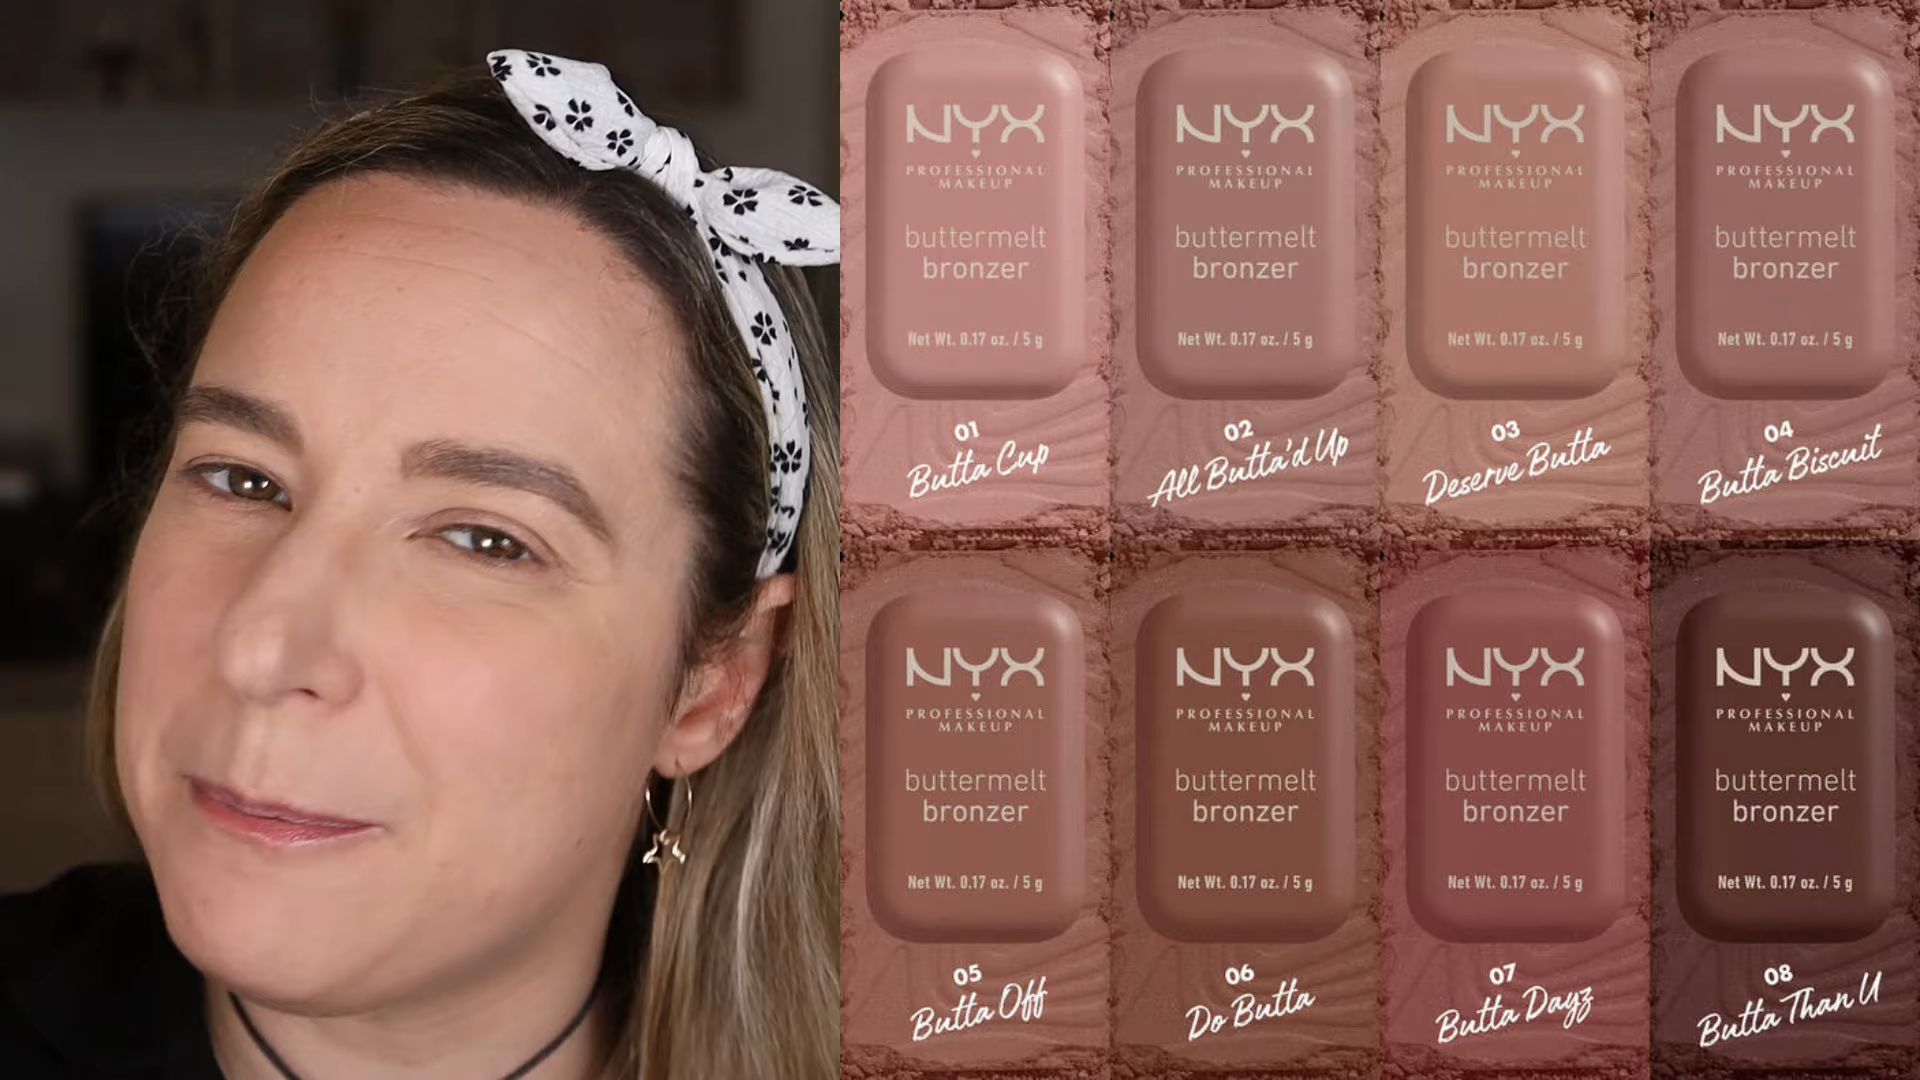 NYX
PROFESSIONAL
MAKEUP
buttermelt
bronzer
Net Wt. 0.17 oz. / 5 g
01
Butta Cup
NYX
PROFESSIONAL
MAKEUP
buttermelt
bronzer
Net Wt. 0.17 oz. / 5 g
02
All Butta'd Up
NYX
PROFESSIONAL
MAKEUP
buttermelt
bronzer
Net Wt. 0.17 oz. / 5 g
03
Deserve Butta
NYX
PROFESSIONAL
MAKEUP
buttermelt
bronzer
Net Wt. 0.17 oz. / 5 g
04
Butta Biscuit
NYX
PROFESSIONAL
MAKEUP
buttermelt
bronzer
Net Wt. 0.17 oz. / 5 g
05
Butta Off
NYX
PROFESSIONAL
MAKEUP
buttermelt
bronzer
Net Wt. 0.17 oz. / 5 g
06
Do Butta
NYX
PROFESSIONAL
MAKEUP
buttermelt
bronzer
Net Wt. 0.17 oz. / 5 g
07
Butta Dayz
NYX
PROFESSIONAL
MAKEUP
buttermelt
bronzer
Net Wt. 0.17 oz. / 5 g
08
Butta Than U